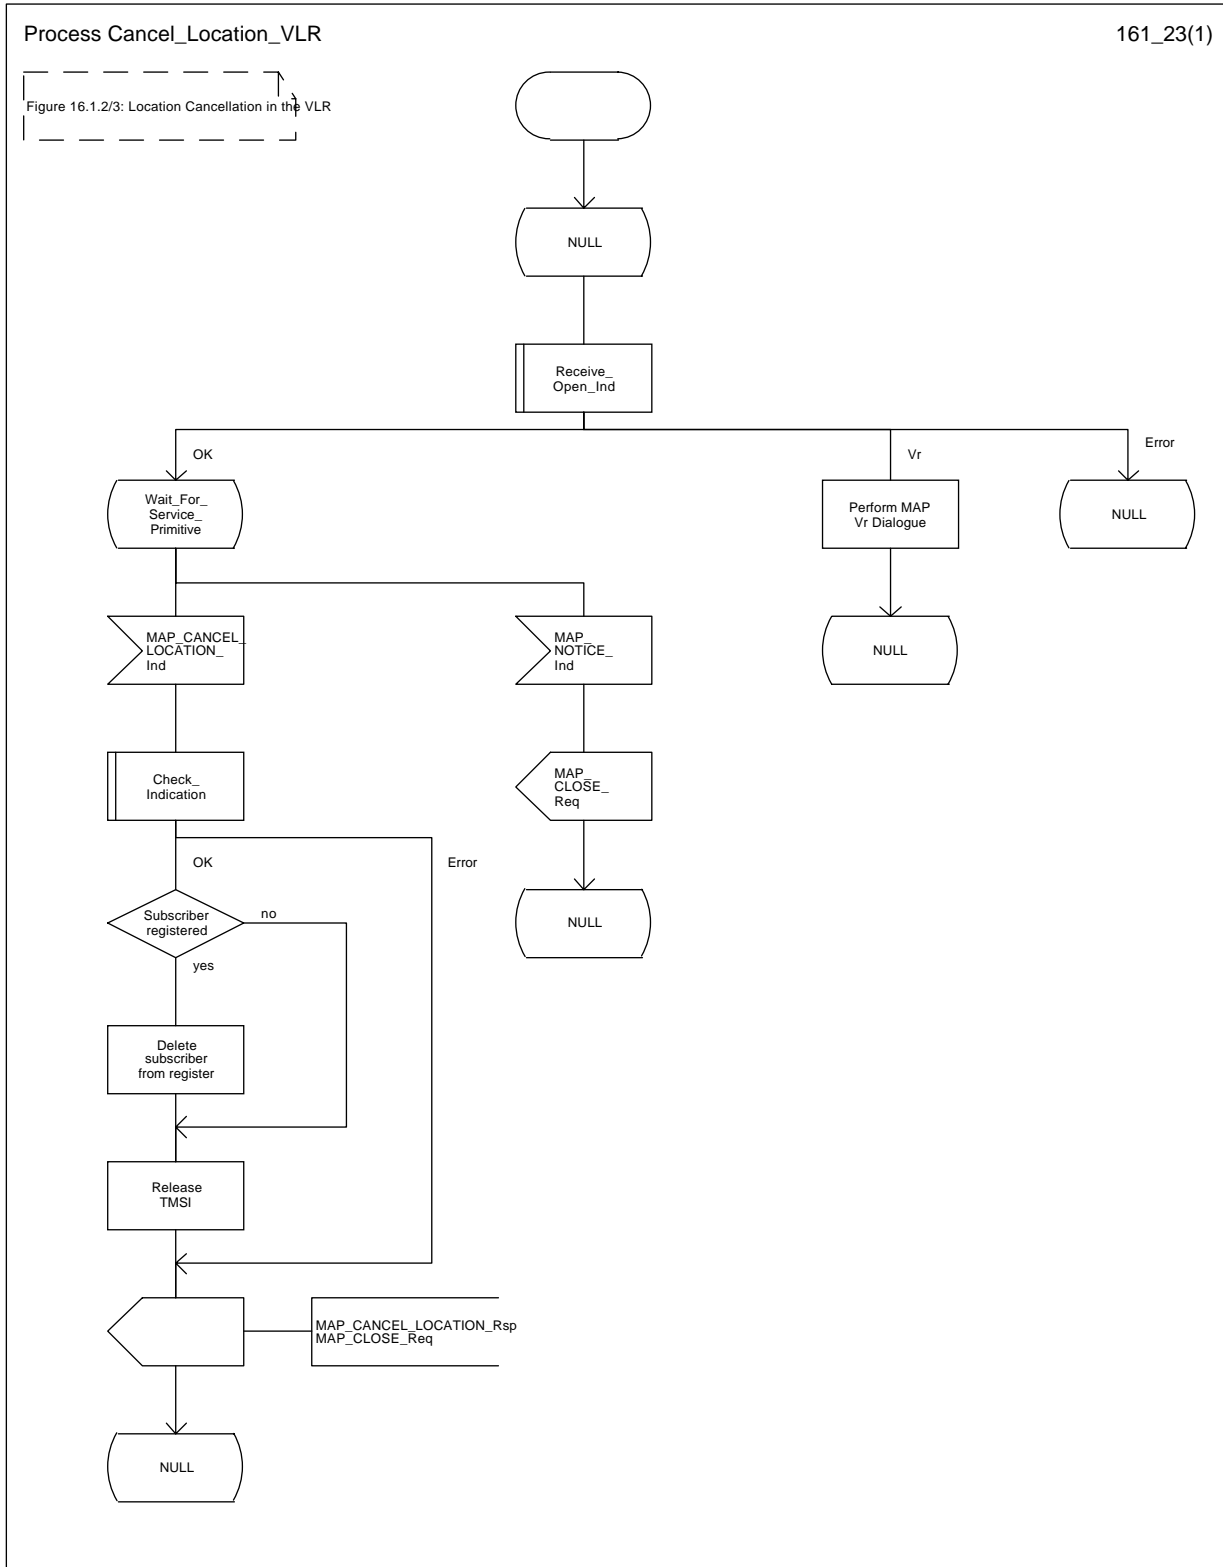 Process Cancel_Location_VLR
161_23(1)
Figure 16.1.2/3: Location Cancellation in the VLR
NULL
Receive_
Open_Ind
OK
Vr
Error
Wait_For_
Service_
Primitive
Perform MAP
Vr Dialogue
NULL
MAP_CANCEL_
LOCATION_
Ind
MAP_
NOTICE_
Ind
NULL
Check_
Indication
MAP_
CLOSE_
Req
OK
Error
Subscriber
registered
no
yes
NULL
Delete
subscriber
from register
Release
TMSI
MAP_CANCEL_LOCATION_Rsp
MAP_CLOSE_Req
NULL